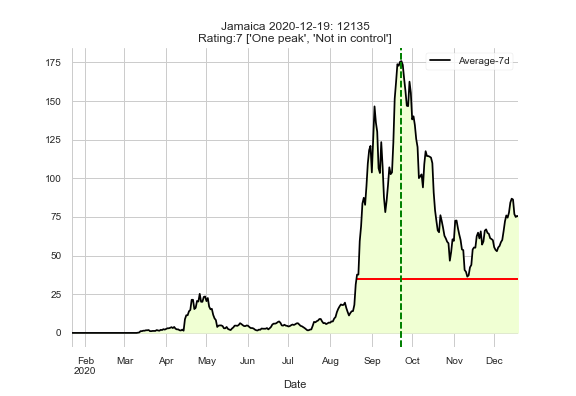 Jamaica 2020-12-19: 12135
Rating:7 ['One peak', 'Not in control']
Average-7d
175
150
125
100
75
50
25
0
Feb Mar Apr May Jun Jul Aug Sep Oct Nov Dec
2020
Date